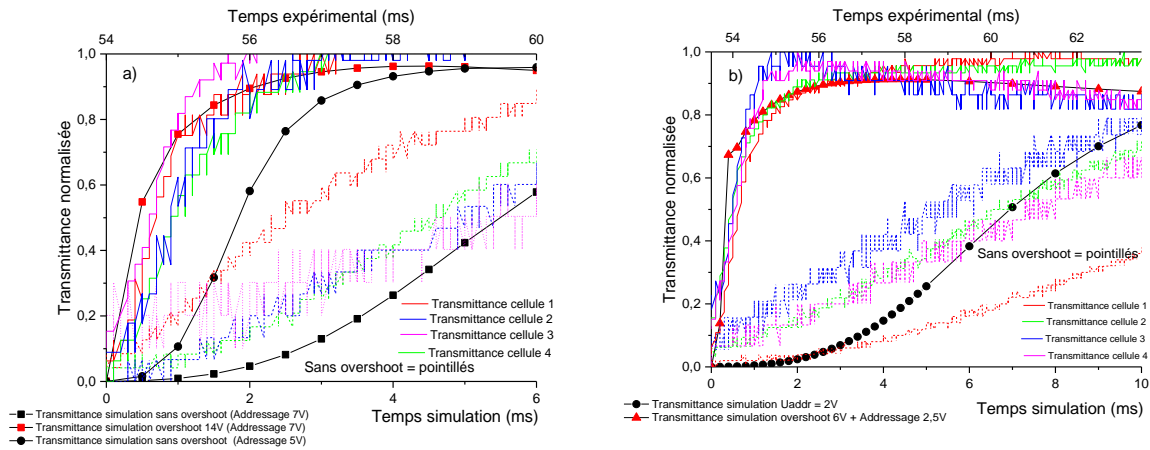 Temps expérimental (ms)
54 56 58 60
a)
Transmittance normalisée
1,0
0,8
0,6
0,4
0,2
0,0
Transmittance cellule 1
Transmittance cellule 2
Transmittance cellule 3
Transmittance cellule 4
Sans overshoot = pointillés
0 2 4 6
Temps simulation (ms)
Transmittance simulation sans overshoot (Addressage 7V)
Transmittance simulation overshoot 14V (Addressage 7V)
Transmittance simulation sans overshoot (Adressage 5V)
Temps expérimental (ms)
54 56 58 60 62
b)
Transmittance normalisée
1,0
0,8
0,6
0,4
0,2
0,0
Sans overshoot = pointillés
Transmittance cellule 1
Transmittance cellule 2
Transmittance cellule 3
Transmittance cellule 4
0 2 4 6 8 10
Temps simulation (ms)
Transmittance simulation Uaddr = 2V
Transmittance simulation overshoot 6V + Addressage 2,5V